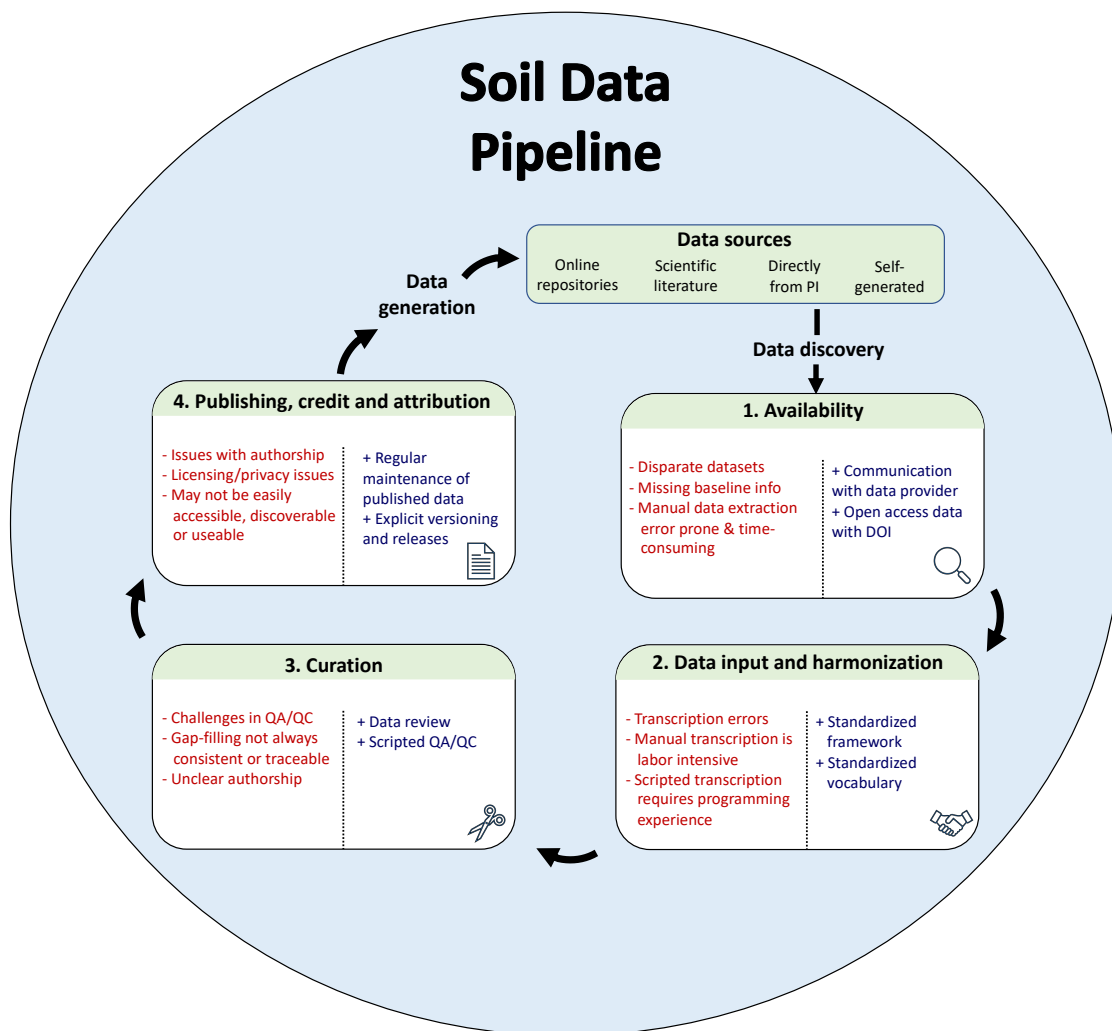 Soil Data
Pipeline
Data sources
Online
repositories
Scientific
literature
Directly
from PI
Self-
generated
Data
generation
Data discovery
1. Availability
- Disparate datasets
- Missing baseline info
- Manual data extraction
error prone & time-
consuming
+ Communication
with data provider
+ Open access data
with DOI
2. Data input and harmonization
- Transcription errors
- Manual transcription is
labor intensive
- Scripted transcription
requires programming
experience
+ Standardized
framework
+ Standardized
vocabulary
3. Curation
- Challenges in QA/QC
- Gap-filling not always
consistent or traceable
- Unclear authorship
+ Data review
+ Scripted QA/QC
4. Publishing, credit and attribution
- Issues with authorship
- Licensing/privacy issues
- May not be easily
accessible, discoverable
or useable
+ Regular
maintenance of
published data
+ Explicit versioning
and releases